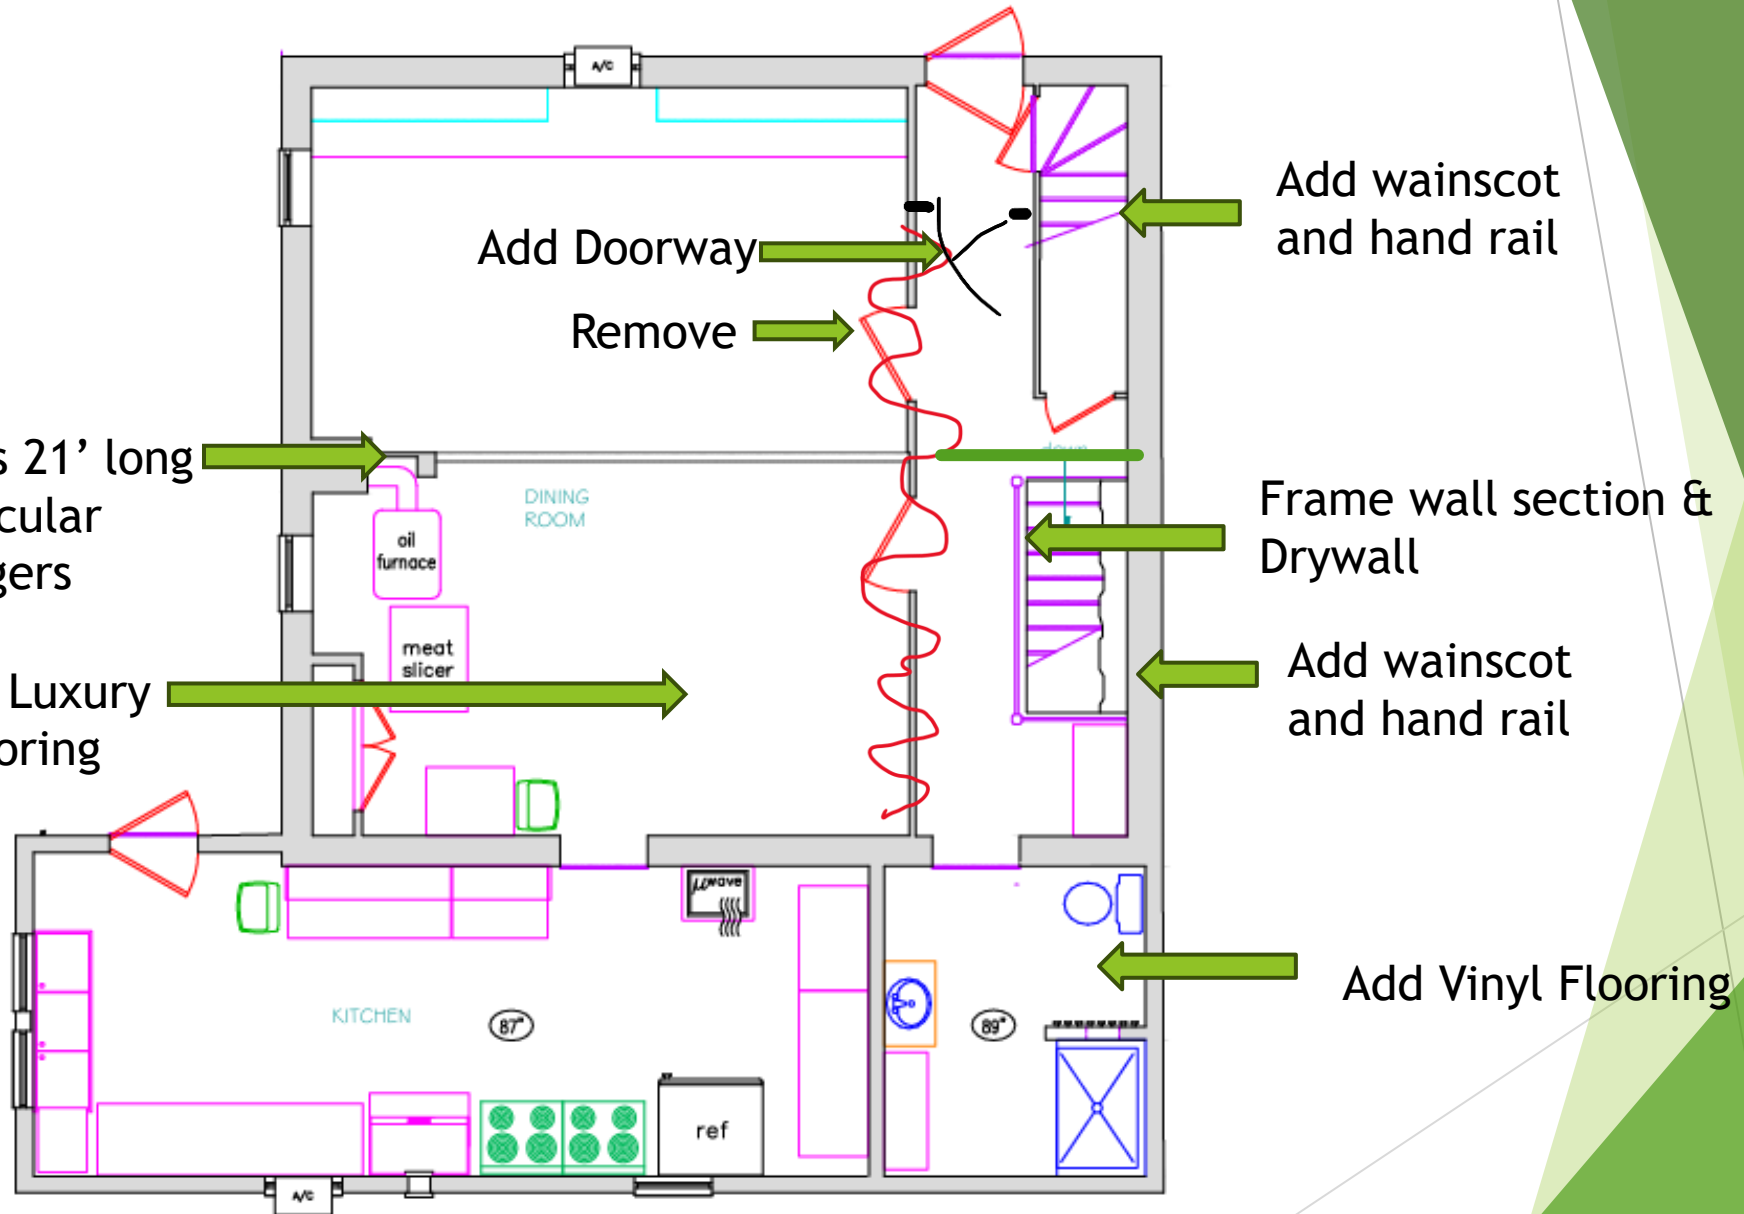 A/C
Add wainscot
and hand rail
Add Doorway
Remove
s 21’ long
cular
gers
down
DINING
ROOM
oil
furnace
Frame wall section &
Drywall
meat
slicer
Luxury
oring
Add wainscot
and hand rail
μwave
Add Vinyl Flooring
KITCHEN
87"
89"
ref
A/C